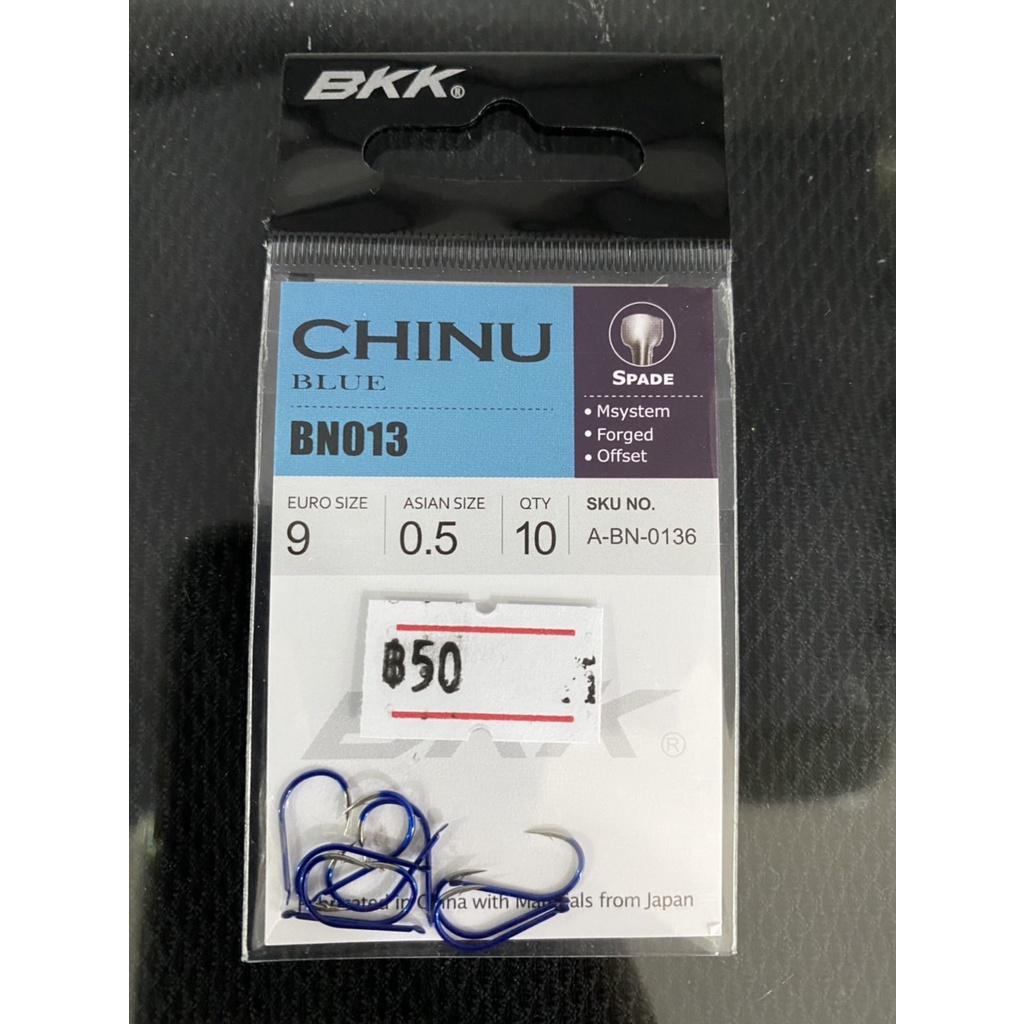 BKK®
CHINU
BLUE
BN013
SPADE
• Msystem
• Forged
• Offset
EURO SIZE
9
ASIAN SIZE
0.5
QTY
10
SKU NO.
A-BN-0136
฿50
BKK®
Fabricated in China with Materials from Japan